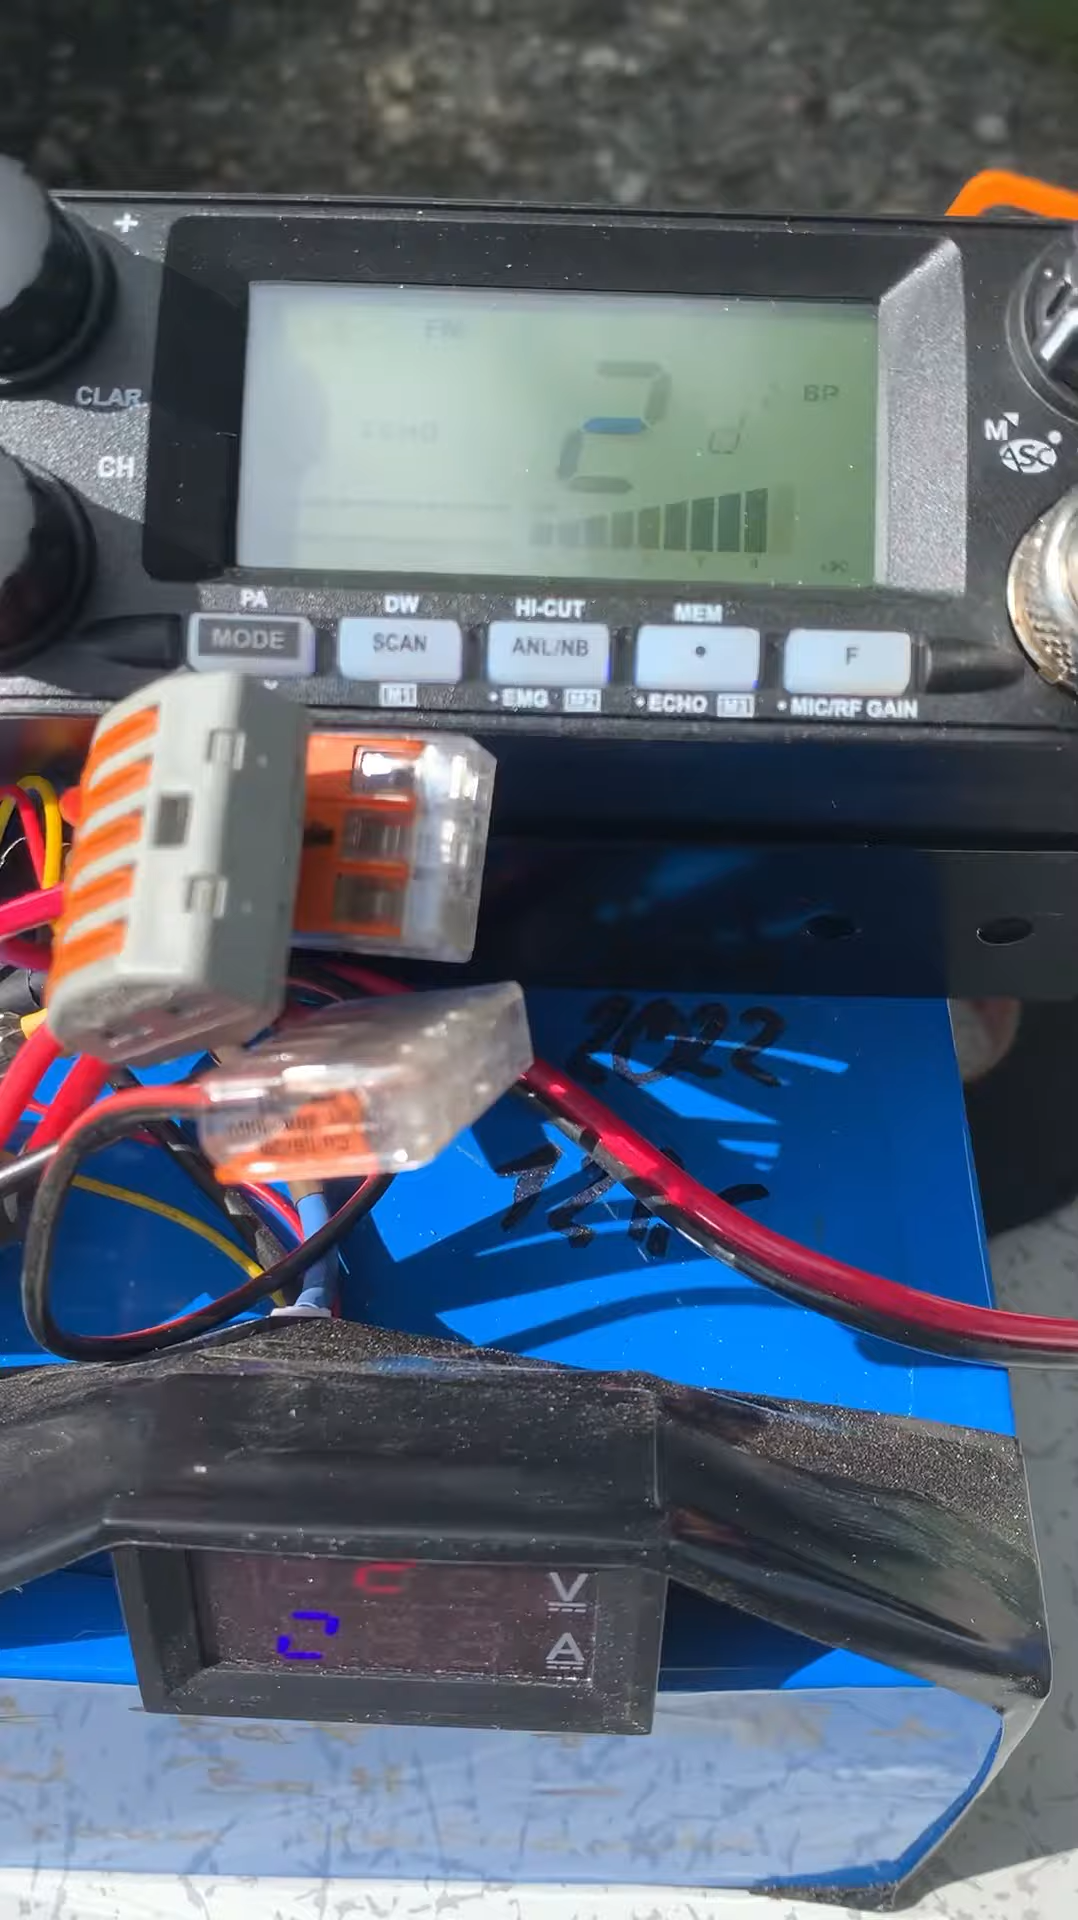 +
FM
2
BP
CLAR
CH
M
ASC
PA
DW
HI-CUT
MEM
MODE
SCAN
ANL/NB
•
F
M1
• EMG M2
• ECHO M3
• MIC/RF GAIN
2022
V
A